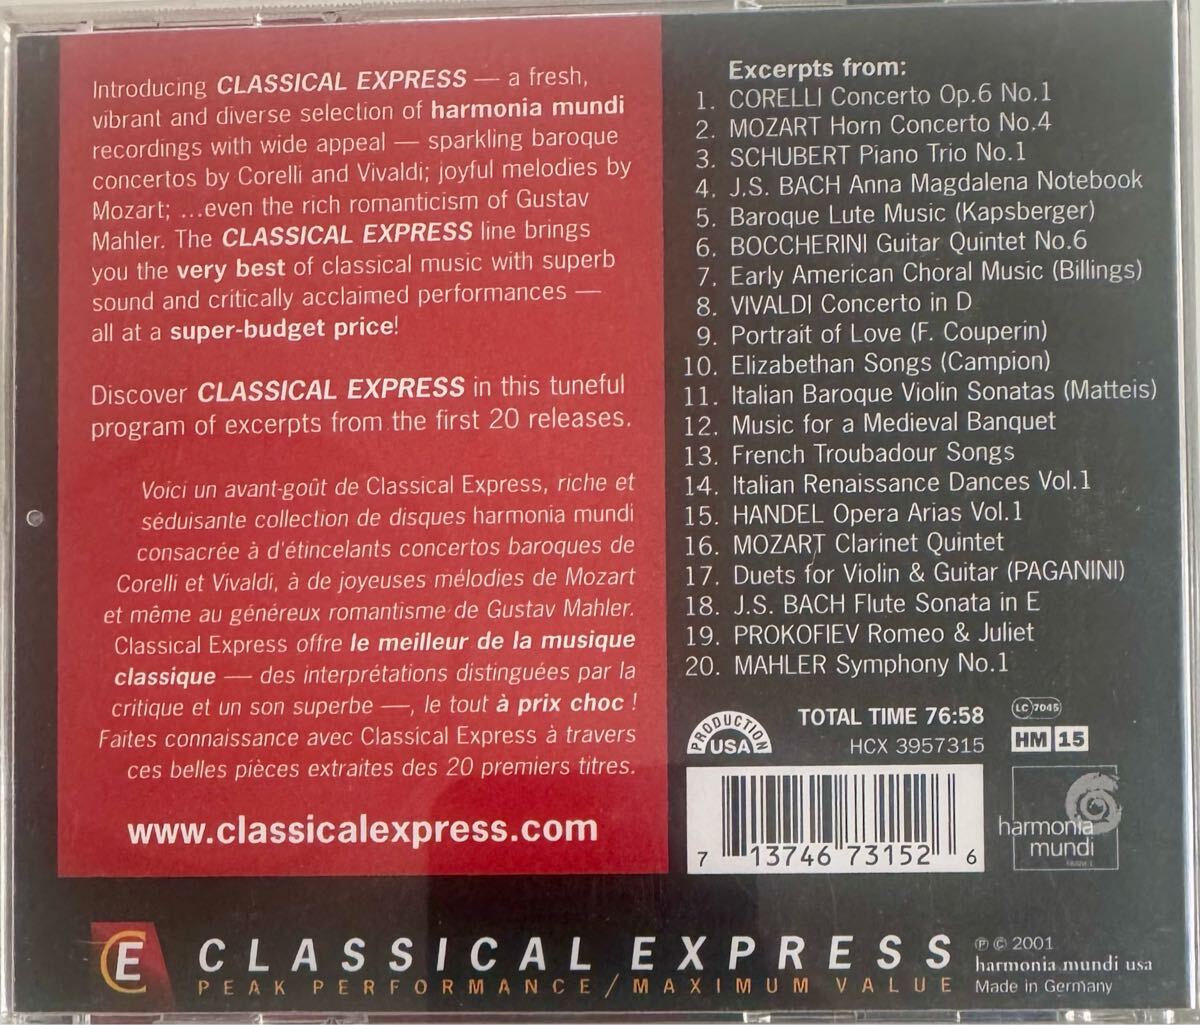 Introducing CLASSICAL EXPRESS — a fresh,
vibrant and diverse selection of harmonia mundi
recordings with wide appeal — sparkling baroque
concertos by Corelli and Vivaldi; joyful melodies by
Mozart; ...even the rich romanticism of Gustav
Mahler. The CLASSICAL EXPRESS line brings
you the very best of classical music with superb
sound and critically acclaimed performances —
all at a super-budget price!
Discover CLASSICAL EXPRESS in this tuneful
program of excerpts from the first 20 releases.
Voici un avant-goût de Classical Express, riche et
séduisante collection de disques harmonia mundi
consacrée à d'étincelants concertos baroques de
Corelli et Vivaldi, à de joyeuses mélodies de Mozart
et même au généreux romantisme de Gustav Mahler.
Classical Express offre le meilleur de la musique
classique — des interprétations distinguées par la
critique et un son superbe —, le tout à prix choc !
Faites connaissance avec Classical Express à travers
ces belles pièces extraites des 20 premiers titres.
www.classicalexpress.com
Excerpts from:
1. CORELLI Concerto Op.6 No.1
2. MOZART Horn Concerto No.4
3. SCHUBERT Piano Trio No.1
4. J.S. BACH Anna Magdalena Notebook
5. Baroque Lute Music (Kapsberger)
6. BOCCHERINI Guitar Quintet No.6
7. Early American Choral Music (Billings)
8. VIVALDI Concerto in D
9. Portrait of Love (F. Couperin)
10. Elizabethan Songs (Campion)
11. Italian Baroque Violin Sonatas (Matteis)
12. Music for a Medieval Banquet
13. French Troubadour Songs
14. Italian Renaissance Dances Vol.1
15. HANDEL Opera Arias Vol.1
16. MOZART Clarinet Quintet
17. Duets for Violin & Guitar (PAGANINI)
18. J.S. BACH Flute Sonata in E
19. PROKOFIEV Romeo & Juliet
20. MAHLER Symphony No.1
PRODUCTION
USA
TOTAL TIME 76:58
HCX 3957315
LC 7045
HM 15
7 13746 73152 6
harmonia
mundi
E
CLASSICAL EXPRESS
PEAK PERFORMANCE/MAXIMUM VALUE
℗ © 2001
harmonia mundi usa
Made in Germany